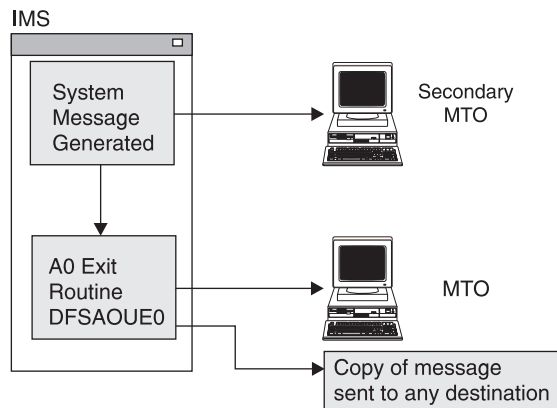 IMS
System
Message
Generated
Secondary
MTO
A0 Exit
Routine
DFSAOUE0
MTO
Copy of message
sent to any destination